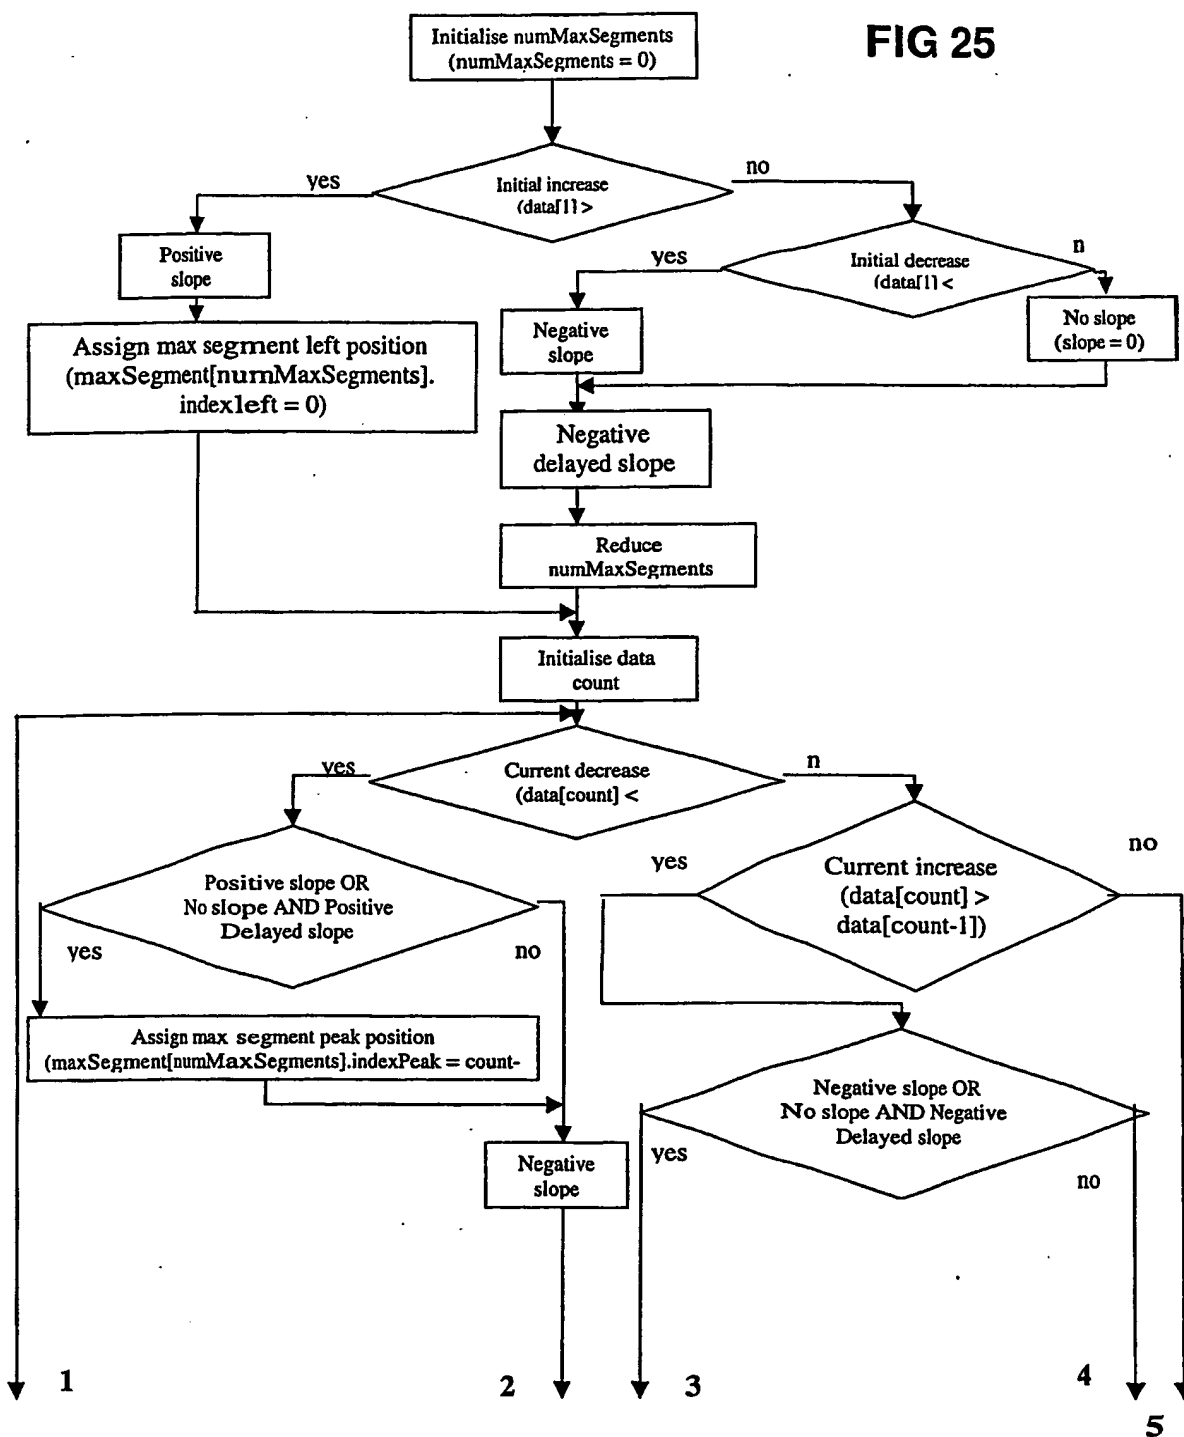 FIG 25
Initialise numMaxSegments
(numMaxSegments = 0)
yes
Initial increase
(data[1] >
no
Positive
slope
yes
Initial decrease
(data[1] <
n
Assign max segment left position
(maxSegment[numMaxSegments].
indexleft = 0)
Negative
slope
No slope
(slope = 0)
Negative
delayed slope
Reduce
numMaxSegments
Initialise data
count
yes
Current decrease
(data[count] <
n
Positive slope OR
No slope AND Positive
Delayed slope
yes
no
yes
Current increase
(data[count] >
data[count-1])
no
Assign max segment peak position
(maxSegment[numMaxSegments].indexPeak = count-
Negative slope OR
No slope AND Negative
Delayed slope
yes
no
Negative
slope
1
2
3
4
5